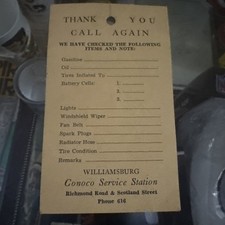 THANK YOU
CALL AGAIN
WE HAVE CHECKED THE FOLLOWING
ITEMS AND NOTE:
Gasoline
Oil
Tires Inflated To
Battery Cells: 1.
2.
3.
Lights
Windshield Wiper
Fan Belt
Spark Plugs
Radiator Hose
Tire Condition
Remarks
WILLIAMSBURG
Conoco Service Station
Richmond Road & Scotland Street
Phone 416